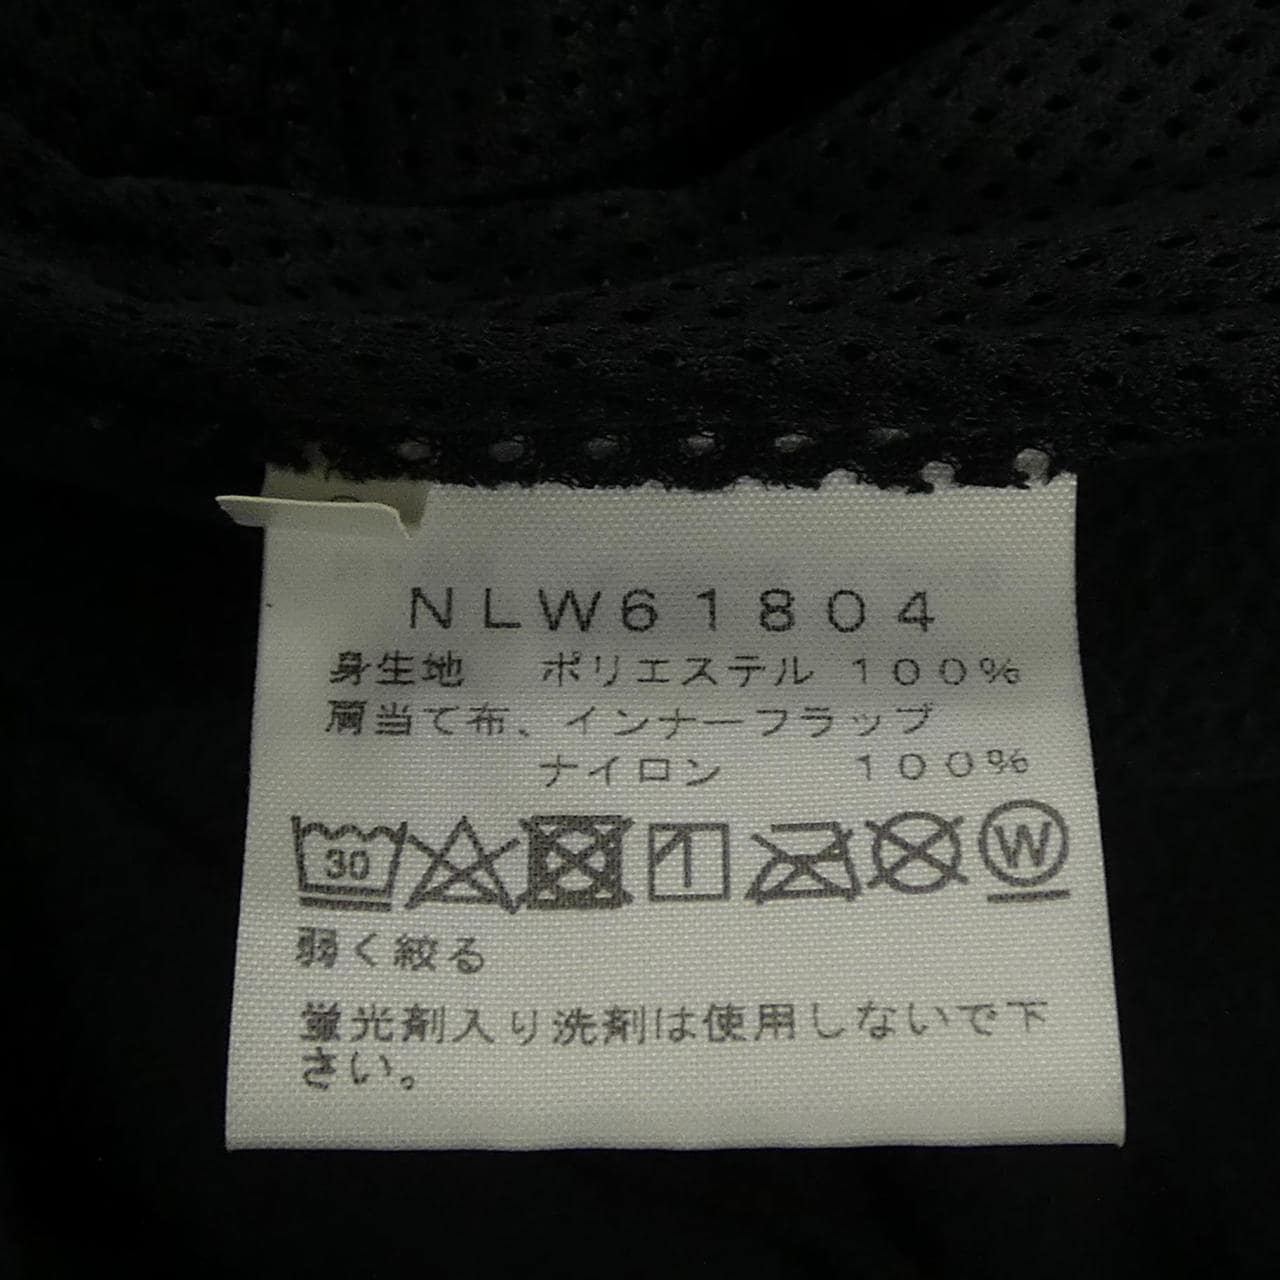 NLW61804
身生地 ポリエステル 100%
肩当て布、インナーフラップ
ナイロン 100%
30 W
弱く絞る
蛍光剤入り洗剤は使用しないで下
さい。